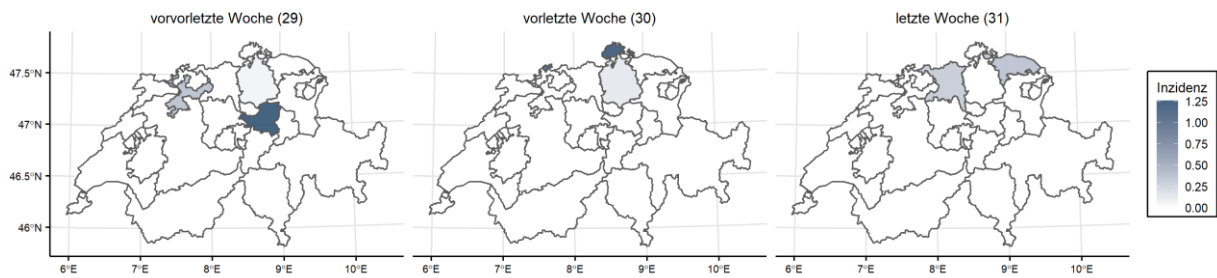 vorvorletzte Woche (29)
vorletzte Woche (30)
letzte Woche (31)
47.5°N
47°N
46.5°N
46°N
6°E 7°E 8°E 9°E 10°E
6°E 7°E 8°E 9°E 10°E
6°E 7°E 8°E 9°E 10°E
Inzidenz
1.25
1.00
0.75
0.50
0.25
0.00